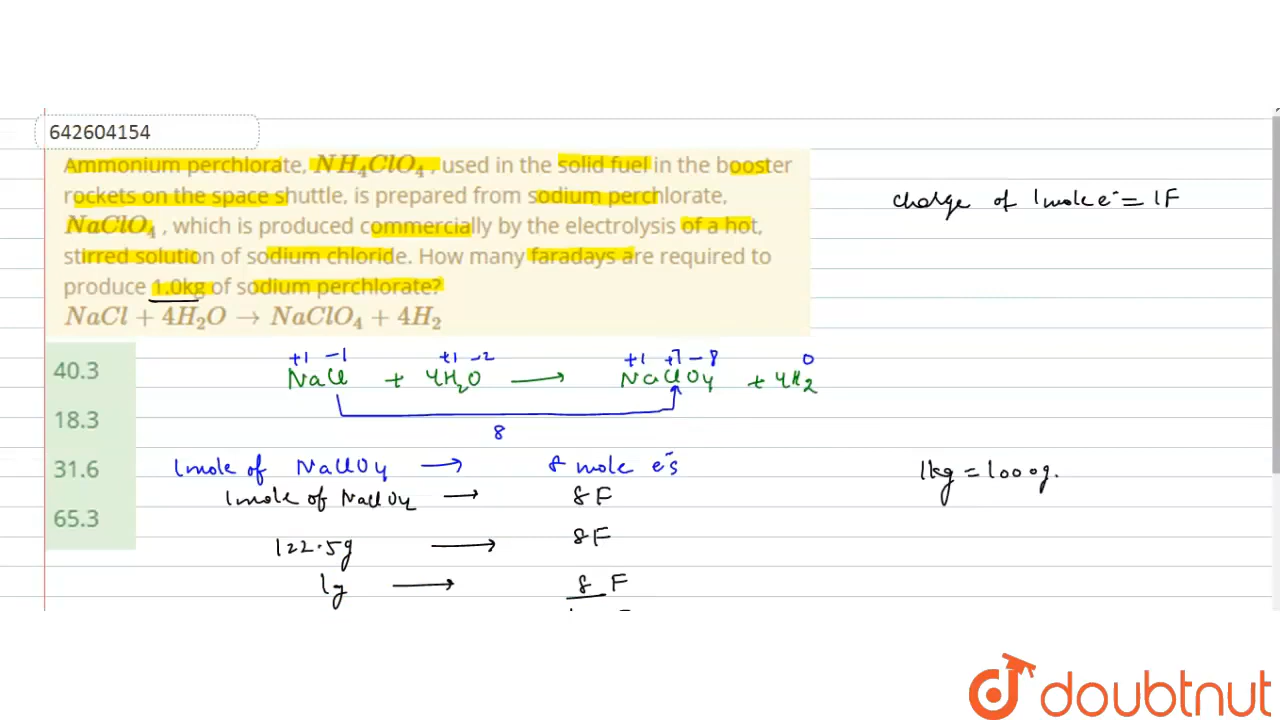 642604154
Ammonium perchlorate, NH₄ClO₄, used in the solid fuel in the booster
rockets on the space shuttle, is prepared from sodium perchlorate,
NaClO₄, which is produced commercially by the electrolysis of a hot,
stirred solution of sodium chloride. How many faradays are required to
produce 1.0kg of sodium perchlorate?
NaCl + 4H₂O → NaClO₄ + 4H₂
charge of 1mole e⁻ = 1F
40.3
18.3
31.6
65.3
+1 -1 +1 -2 +1 +7 -8 0
NaCl + 4H₂O → NaClO₄ + 4H₂
8
1mole of NaClO₄ → 8 mole e⁻s
1mole of NaClO₄ → 8F
1kg = 1000g.
122.5g → 8F
1g → 8 F
doubtnut